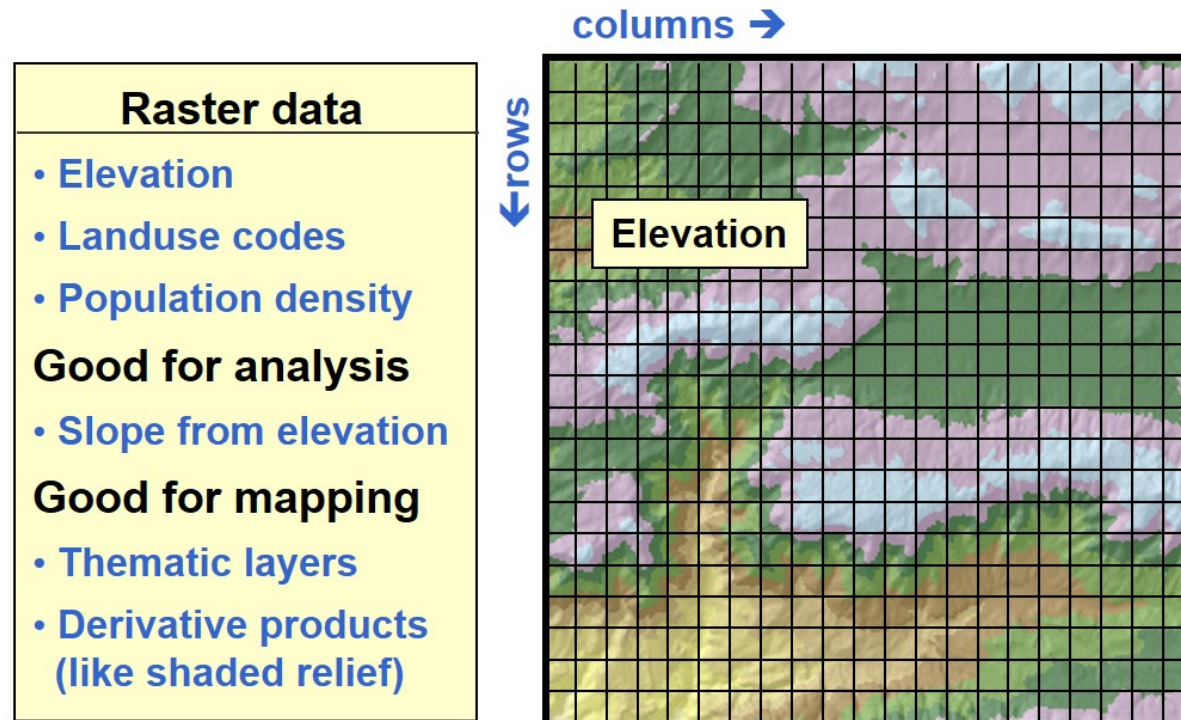 columns →
Raster data
←rows
• Elevation
• Landuse codes
• Population density
Good for analysis
• Slope from elevation
Good for mapping
• Thematic layers
• Derivative products
(like shaded relief)
Elevation